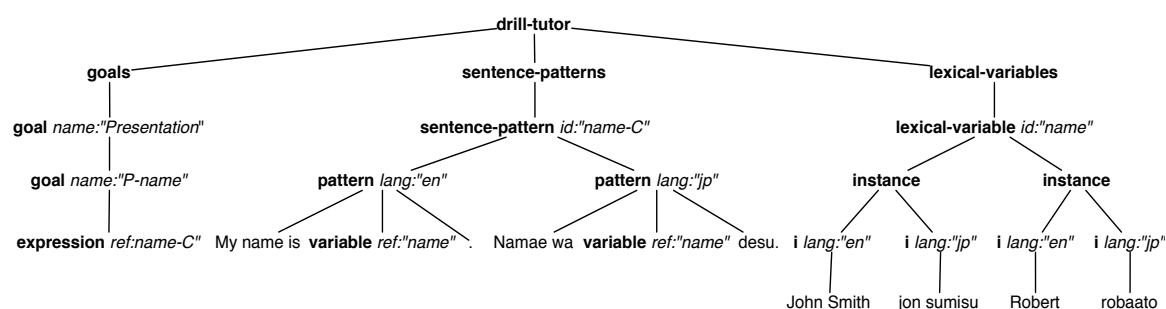 drill-tutor
goals sentence-patterns lexical-variables
goal name:"Presentation" sentence-pattern id:"name-C" lexical-variable id:"name"
goal name:"P-name" pattern lang:"en" pattern lang:"jp" instance instance
expression ref:name-C" My name is variable ref:"name" . Namae wa variable ref:"name" desu. i lang:"en" i lang:"jp" i lang:"en" i lang:"jp"
John Smith jon sumisu Robert robaato